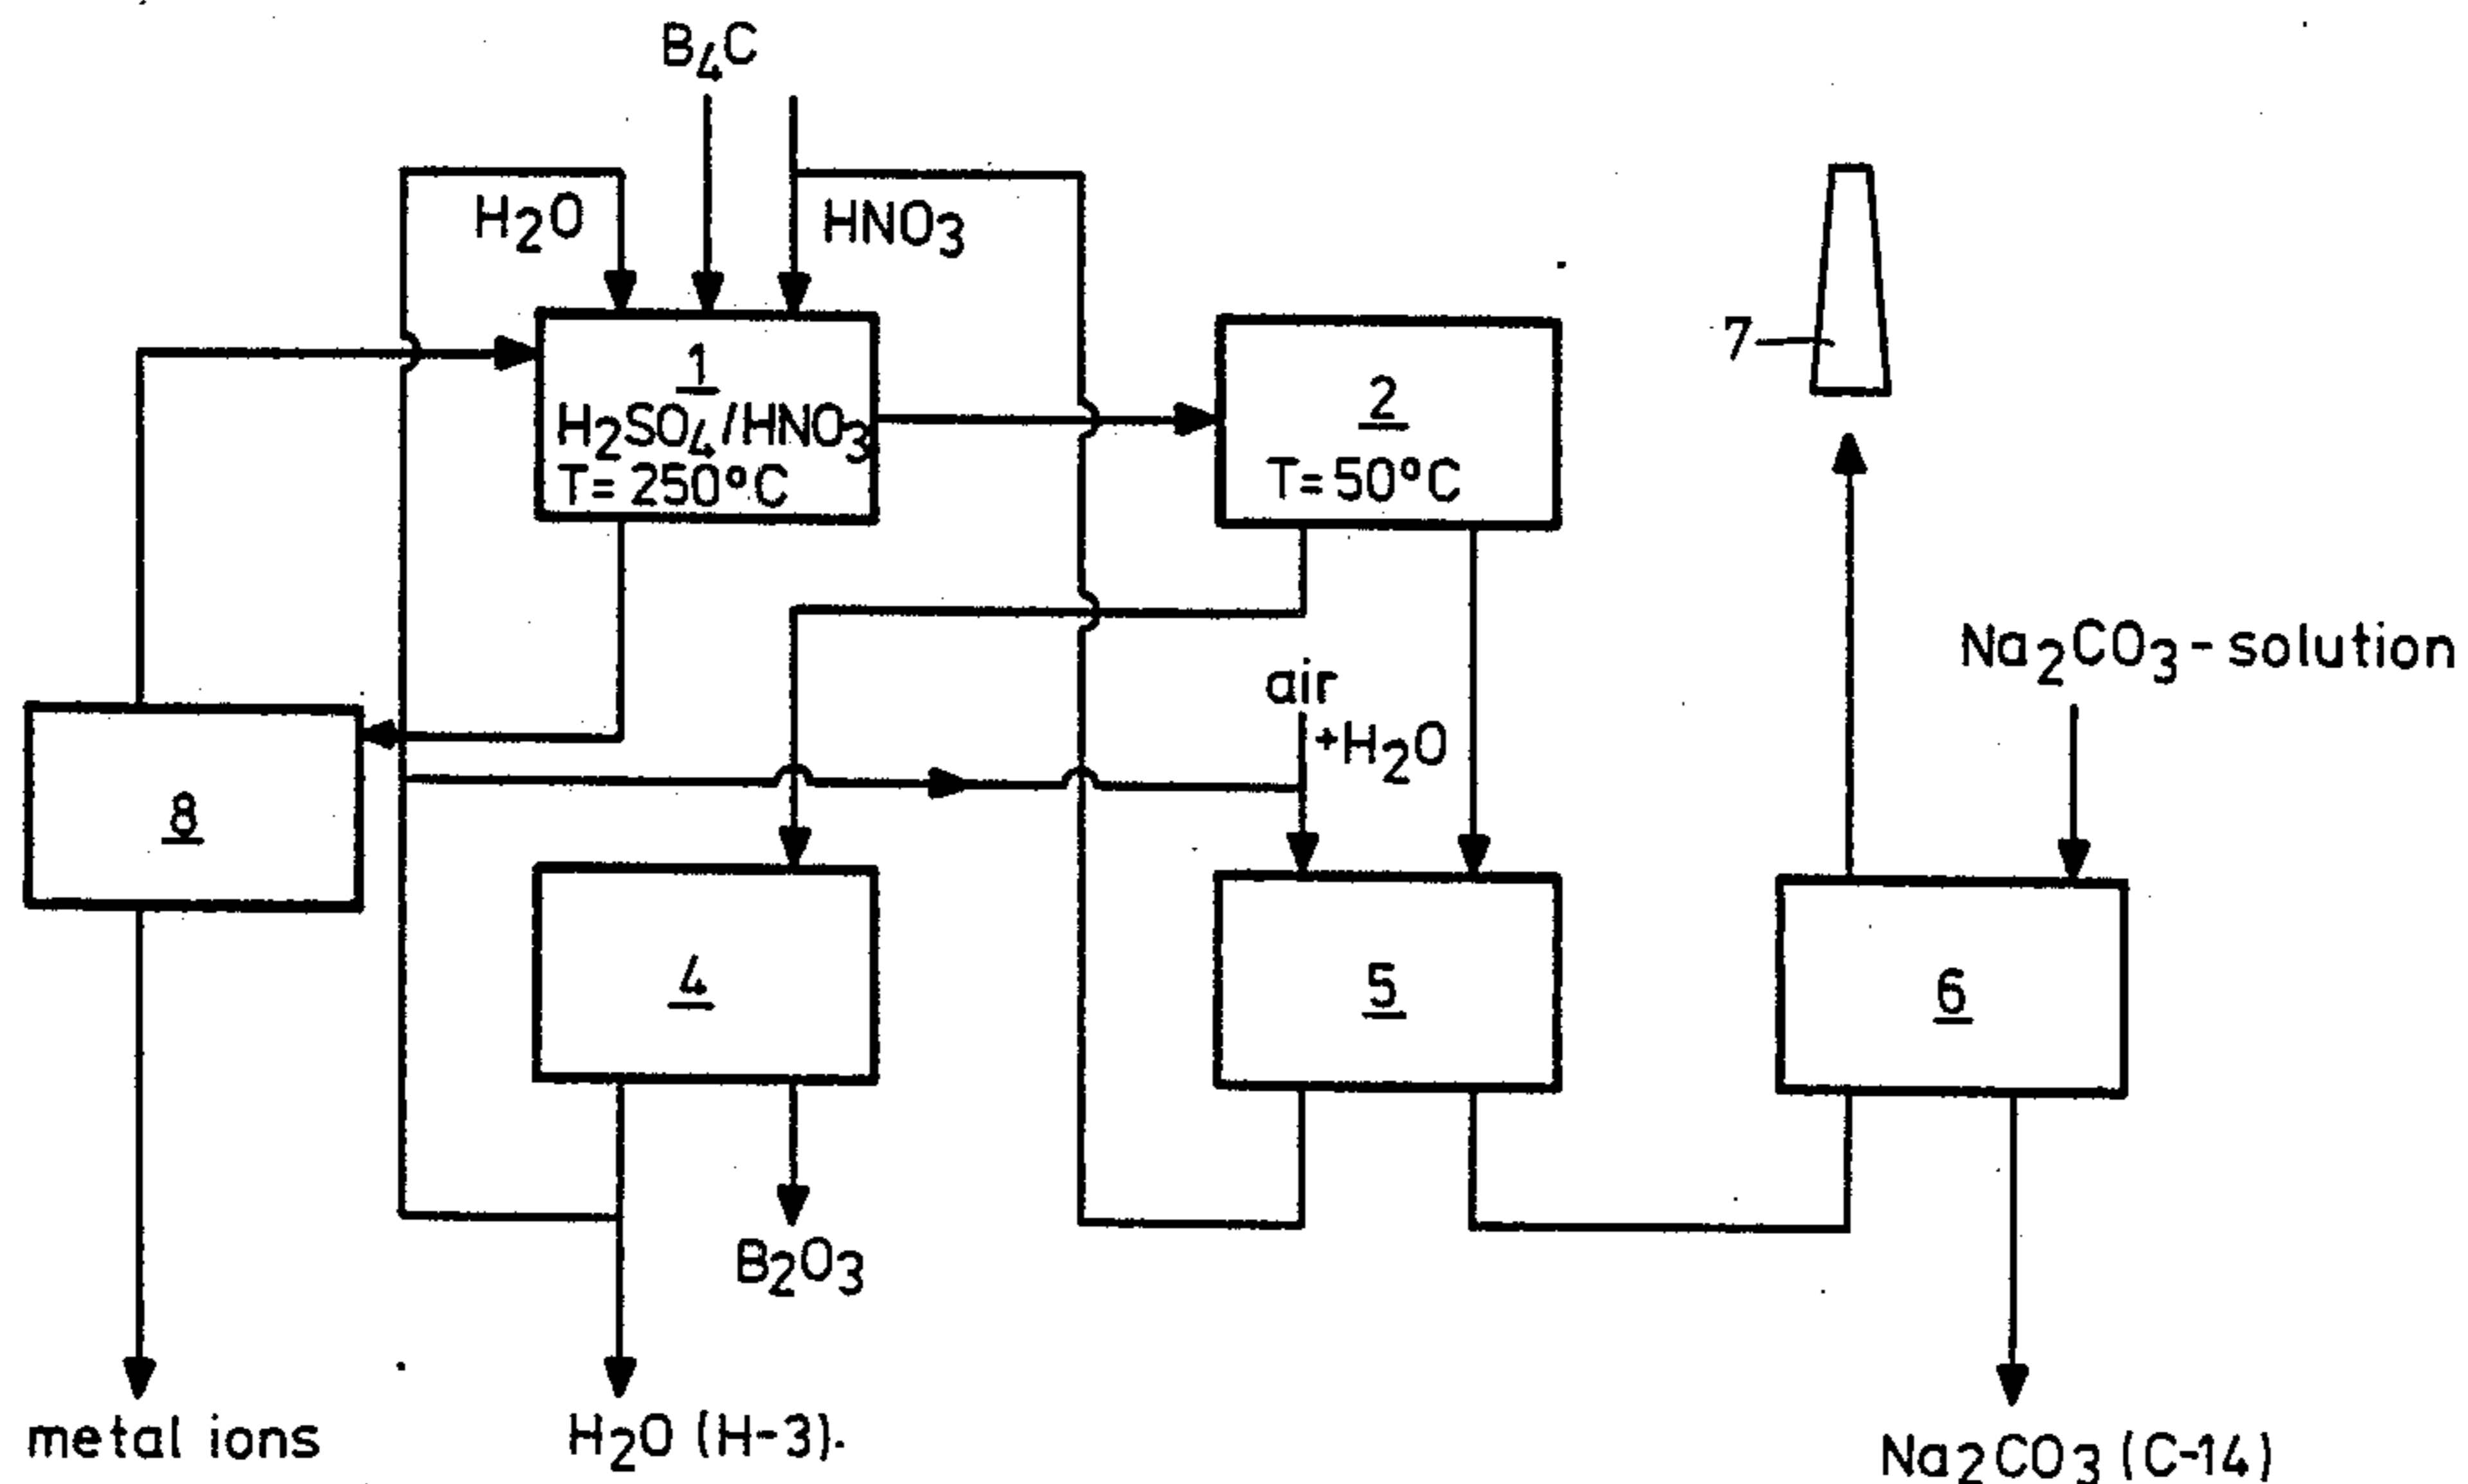 B₄C
H₂O
HNO₃
1
H₂SO₄/HNO₃
T= 250°C
2
T= 50°C
7
Na₂CO₃-solution
air
+H₂O
8
4
5
6
B₂O₃
metal ions
H₂O (H-3).
Na₂CO₃ (C-14)